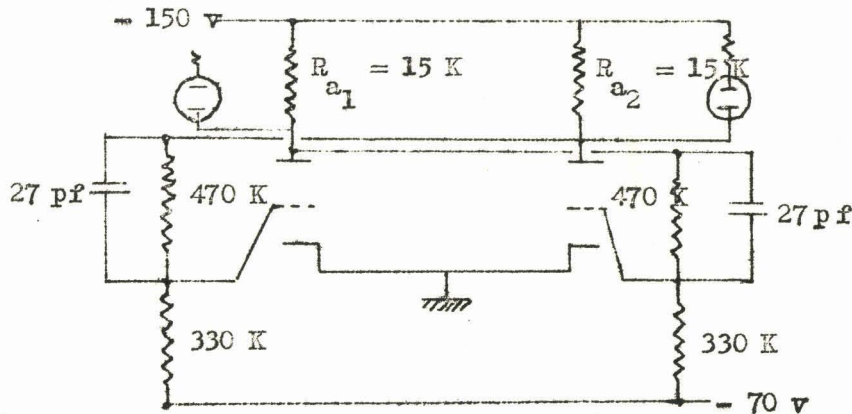 - 150 v
R a1 = 15 K
R a2 = 15 K
27 pf
470 K
470 K
27 pf
330 K
330 K
- 70 v